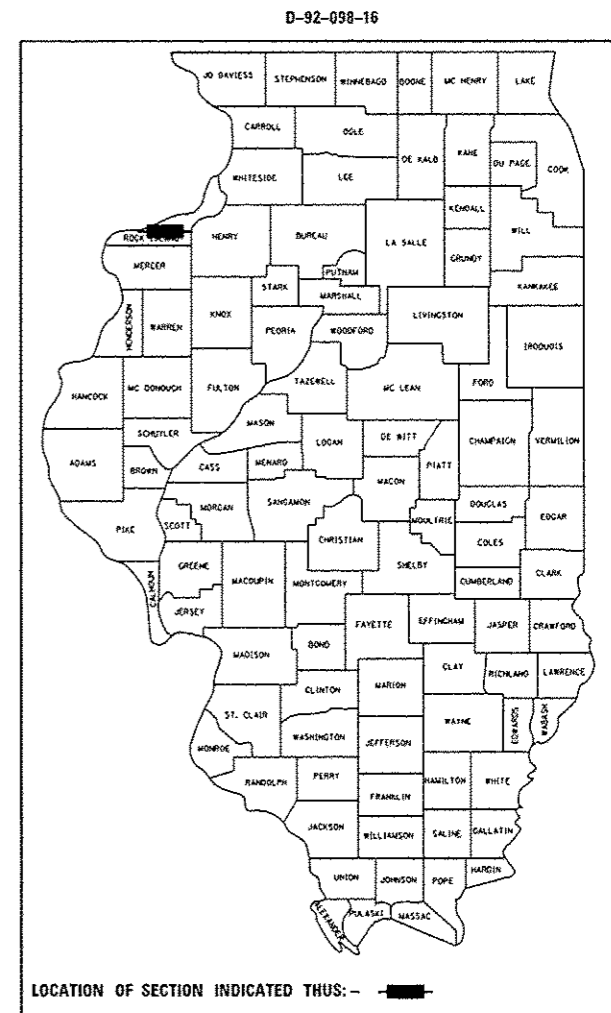 D-92-098-16
JO DAVIESS STEPHENSON WINNEBAGO BOONE MC HENRY LAKE
CARROLL OGLE DE KALB KANE DU PAGE COOK
WHITESIDE LEE KENDALL WILL
ROCK ISLAND HENRY BUREAU LA SALLE GRUNDY
MERCER PUTNAM KANKAKEE
STARK MARSHALL LIVINGSTON
HENDERSON WARREN KNOX PEORIA WOODFORD IROQUOIS
HANCOCK MC DONOUGH FULTON TAZEWELL MC LEAN FORD
MASON
SCHUYLER LOGAN DE WITT CHAMPAIGN VERMILION
ADAMS BROWN CASS MENARD MACON PIATT
PIKE SCOTT MORGAN SANGAMON MOULTRIE DOUGLAS EDGAR
CHRISTIAN COLES
CALHOUN GREENE MACOUPIN MONTGOMERY SHELBY CUMBERLAND CLARK
JERSEY
FAYETTE EFFINGHAM JASPER CRAWFORD
MADISON BOND CLAY RICHLAND LAWRENCE
CLINTON MARION
ST. CLAIR WAYNE EDWARDS WABASH
MONROE WASHINGTON JEFFERSON
RANDOLPH PERRY HAMILTON WHITE
FRANKLIN
JACKSON WILLIAMSON SALINE GALLATIN
UNION JOHNSON POPE HARDIN
ALEXANDER PULASKI MASSAC
LOCATION OF SECTION INDICATED THUS: -